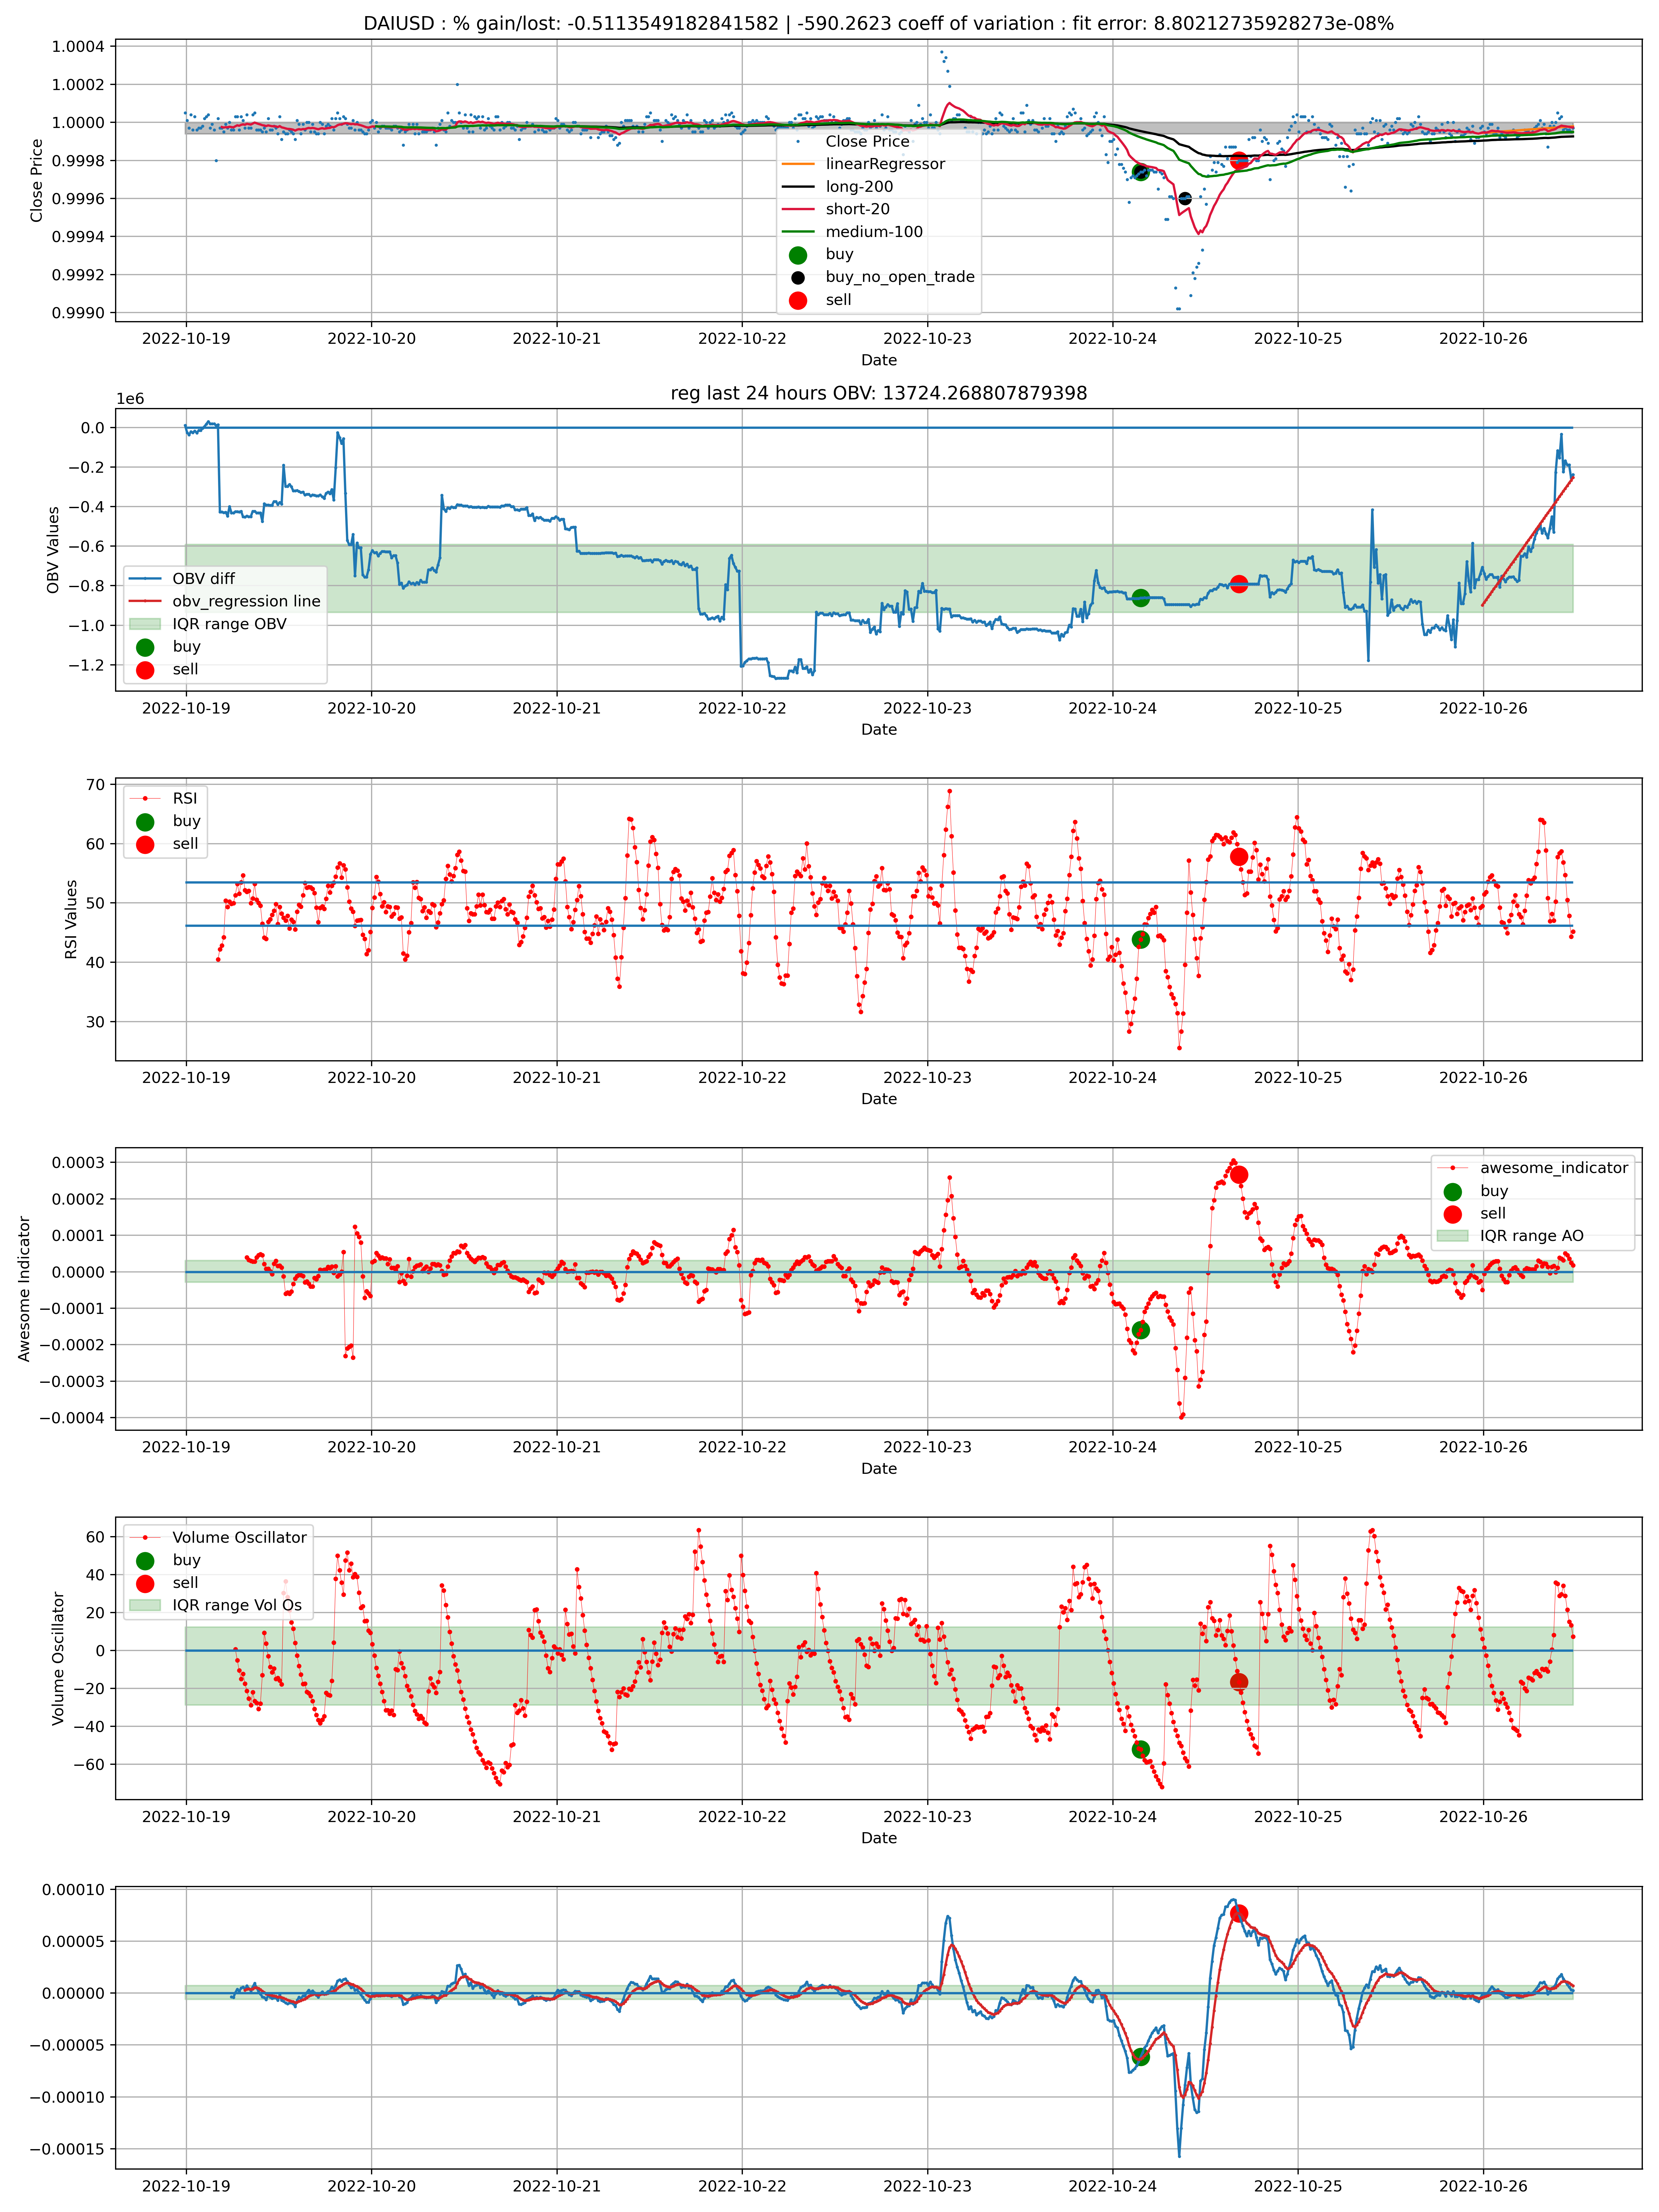 DAIUSD : % gain/lost: -0.5113549182841582 | -590.2623 coeff of variation : fit error: 8.80212735928273e-08%
1.0004
1.0002
1.0000
0.9998
0.9996
0.9994
0.9992
0.9990
Close Price
Close Price
linearRegressor
long-200
short-20
medium-100
buy
buy_no_open_trade
sell
2022-10-19 2022-10-20 2022-10-21 2022-10-22 2022-10-23 2022-10-24 2022-10-25 2022-10-26
Date
reg last 24 hours OBV: 13724.268807879398
1e6
0.0
−0.2
−0.4
−0.6
−0.8
−1.0
−1.2
OBV Values
OBV diff
obv_regression line
IQR range OBV
buy
sell
2022-10-19 2022-10-20 2022-10-21 2022-10-22 2022-10-23 2022-10-24 2022-10-25 2022-10-26
Date
70
60
50
40
30
RSI Values
RSI
buy
sell
2022-10-19 2022-10-20 2022-10-21 2022-10-22 2022-10-23 2022-10-24 2022-10-25 2022-10-26
Date
0.0003
0.0002
0.0001
0.0000
−0.0001
−0.0002
−0.0003
−0.0004
Awesome Indicator
awesome_indicator
buy
sell
IQR range AO
2022-10-19 2022-10-20 2022-10-21 2022-10-22 2022-10-23 2022-10-24 2022-10-25 2022-10-26
Date
60
40
20
0
−20
−40
−60
Volume Oscillator
Volume Oscillator
buy
sell
IQR range Vol Os
2022-10-19 2022-10-20 2022-10-21 2022-10-22 2022-10-23 2022-10-24 2022-10-25 2022-10-26
Date
0.00010
0.00005
0.00000
−0.00005
−0.00010
−0.00015
2022-10-19 2022-10-20 2022-10-21 2022-10-22 2022-10-23 2022-10-24 2022-10-25 2022-10-26